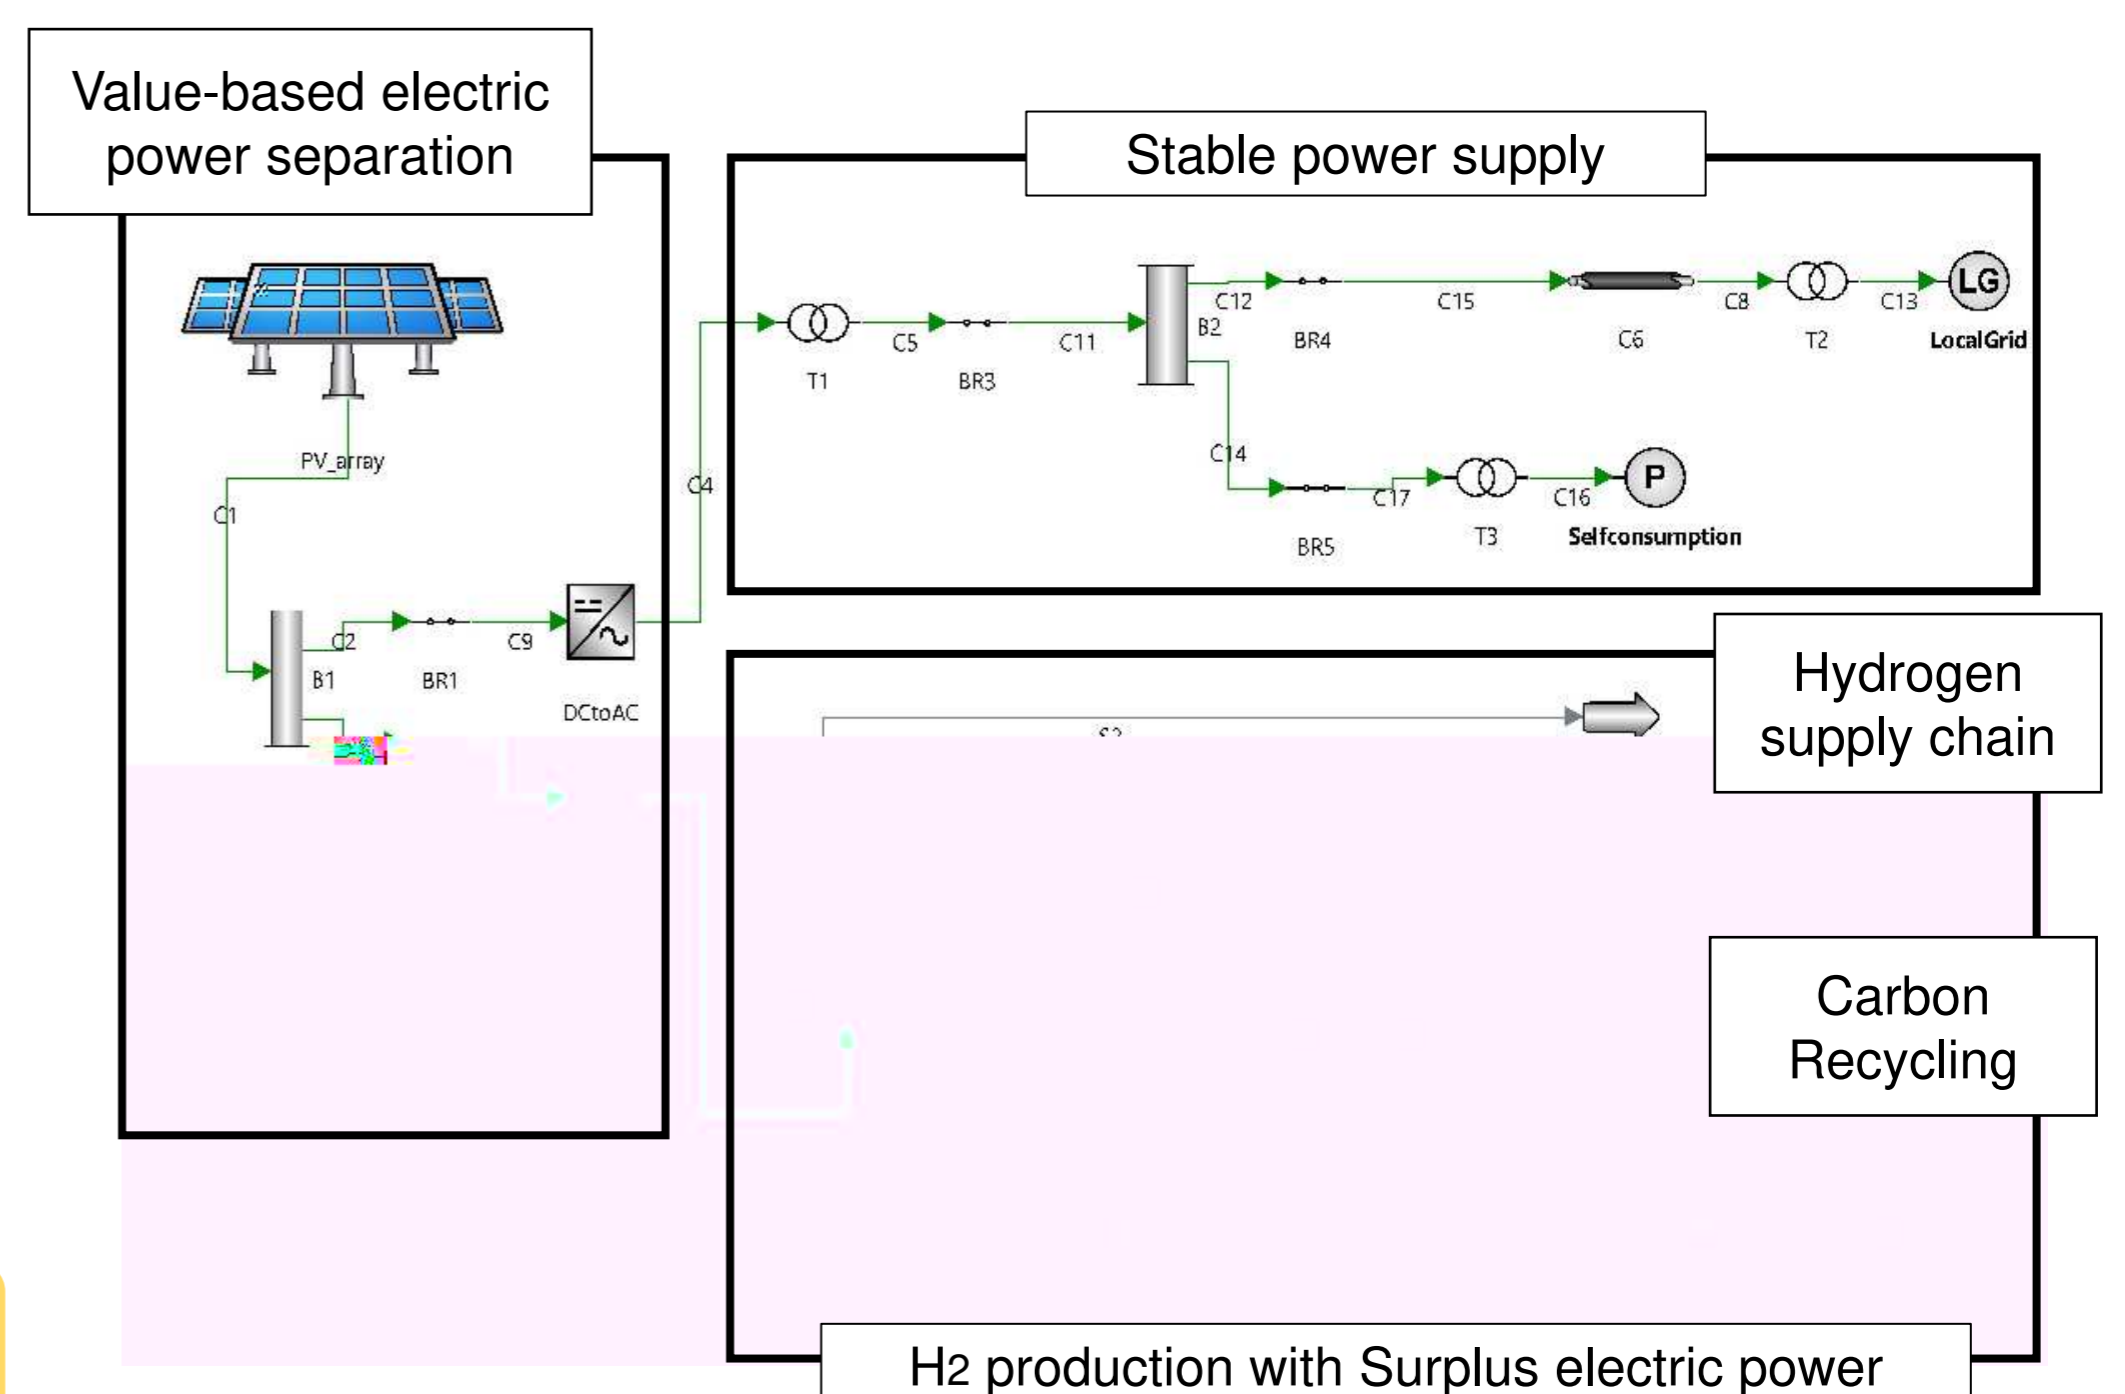 Value-based electric
power separation
Stable power supply
PV_array
C1
C2
B1
BR1
C9
DCtoAC
C4
T1
C5
BR3
C11
B2
C12
BR4
C15
C6
C8
T2
C13
LG
LocalGrid
C14
BR5
C17
T3
C16
P
Selfconsumption
Hydrogen
supply chain
Carbon
Recycling
H2 production with Surplus electric power